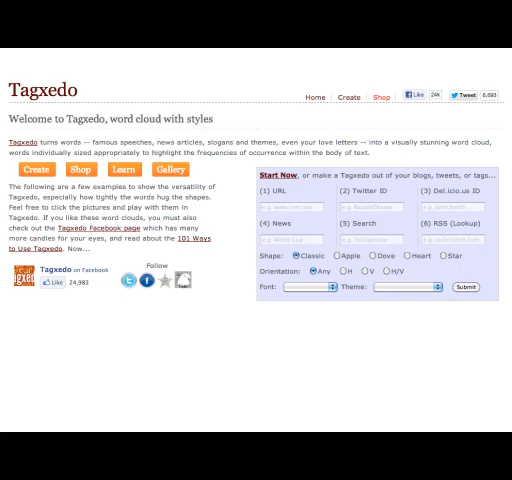 Tagxedo
Home Create Shop Like 24k Tweet 6,693
Welcome to Tagxedo, word cloud with styles
Tagxedo turns words -- famous speeches, news articles, slogans and themes, even your love letters -- into a visually stunning word cloud,
words individually sized appropriately to highlight the frequencies of occurrence within the body of text.
Create Shop Learn Gallery
The following are a few examples to show the versatility of
Tagxedo, especially how tightly the words hug the shapes.
Feel free to click the pictures and play with them in
Tagxedo. If you like these word clouds, you must also
check out the Tagxedo Facebook page which has many
more candies for your eyes, and read about the 101 Ways
to Use Tagxedo. Now...
Tagxedo on Facebook
Like 24,983
Follow
Start Now, or make a Tagxedo out of your blogs, tweets, or tags...
(1) URL (2) Twitter ID (3) Del.icio.us ID
e.g. www.cnn.com e.g. BarackObama e.g. john.smith
(4) News (5) Search (6) RSS (Lookup)
e.g. World Cup e.g. Yellowstone e.g. techcrunch.com
Shape: Classic Apple Dove Heart Star
Orientation: Any H V H/V
Font: Theme: Submit